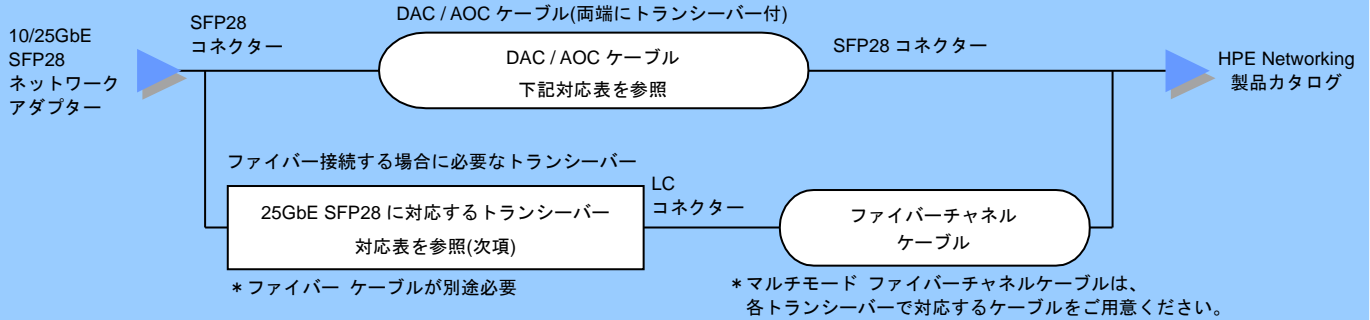 DAC / AOC ケーブル(両端にトランシーバー付)
10/25GbE
SFP28
ネットワーク
アダプター
SFP28
コネクター
DAC / AOC ケーブル
下記対応表を参照
SFP28 コネクター
HPE Networking
製品カタログ
ファイバー接続する場合に必要なトランシーバー
25GbE SFP28 に対応するトランシーバー
対応表を参照(次項)
*ファイバー ケーブルが別途必要
LC
コネクター
ファイバーチャネル
ケーブル
*マルチモード ファイバーチャネルケーブルは、
各トランシーバーで対応するケーブルをご用意ください。